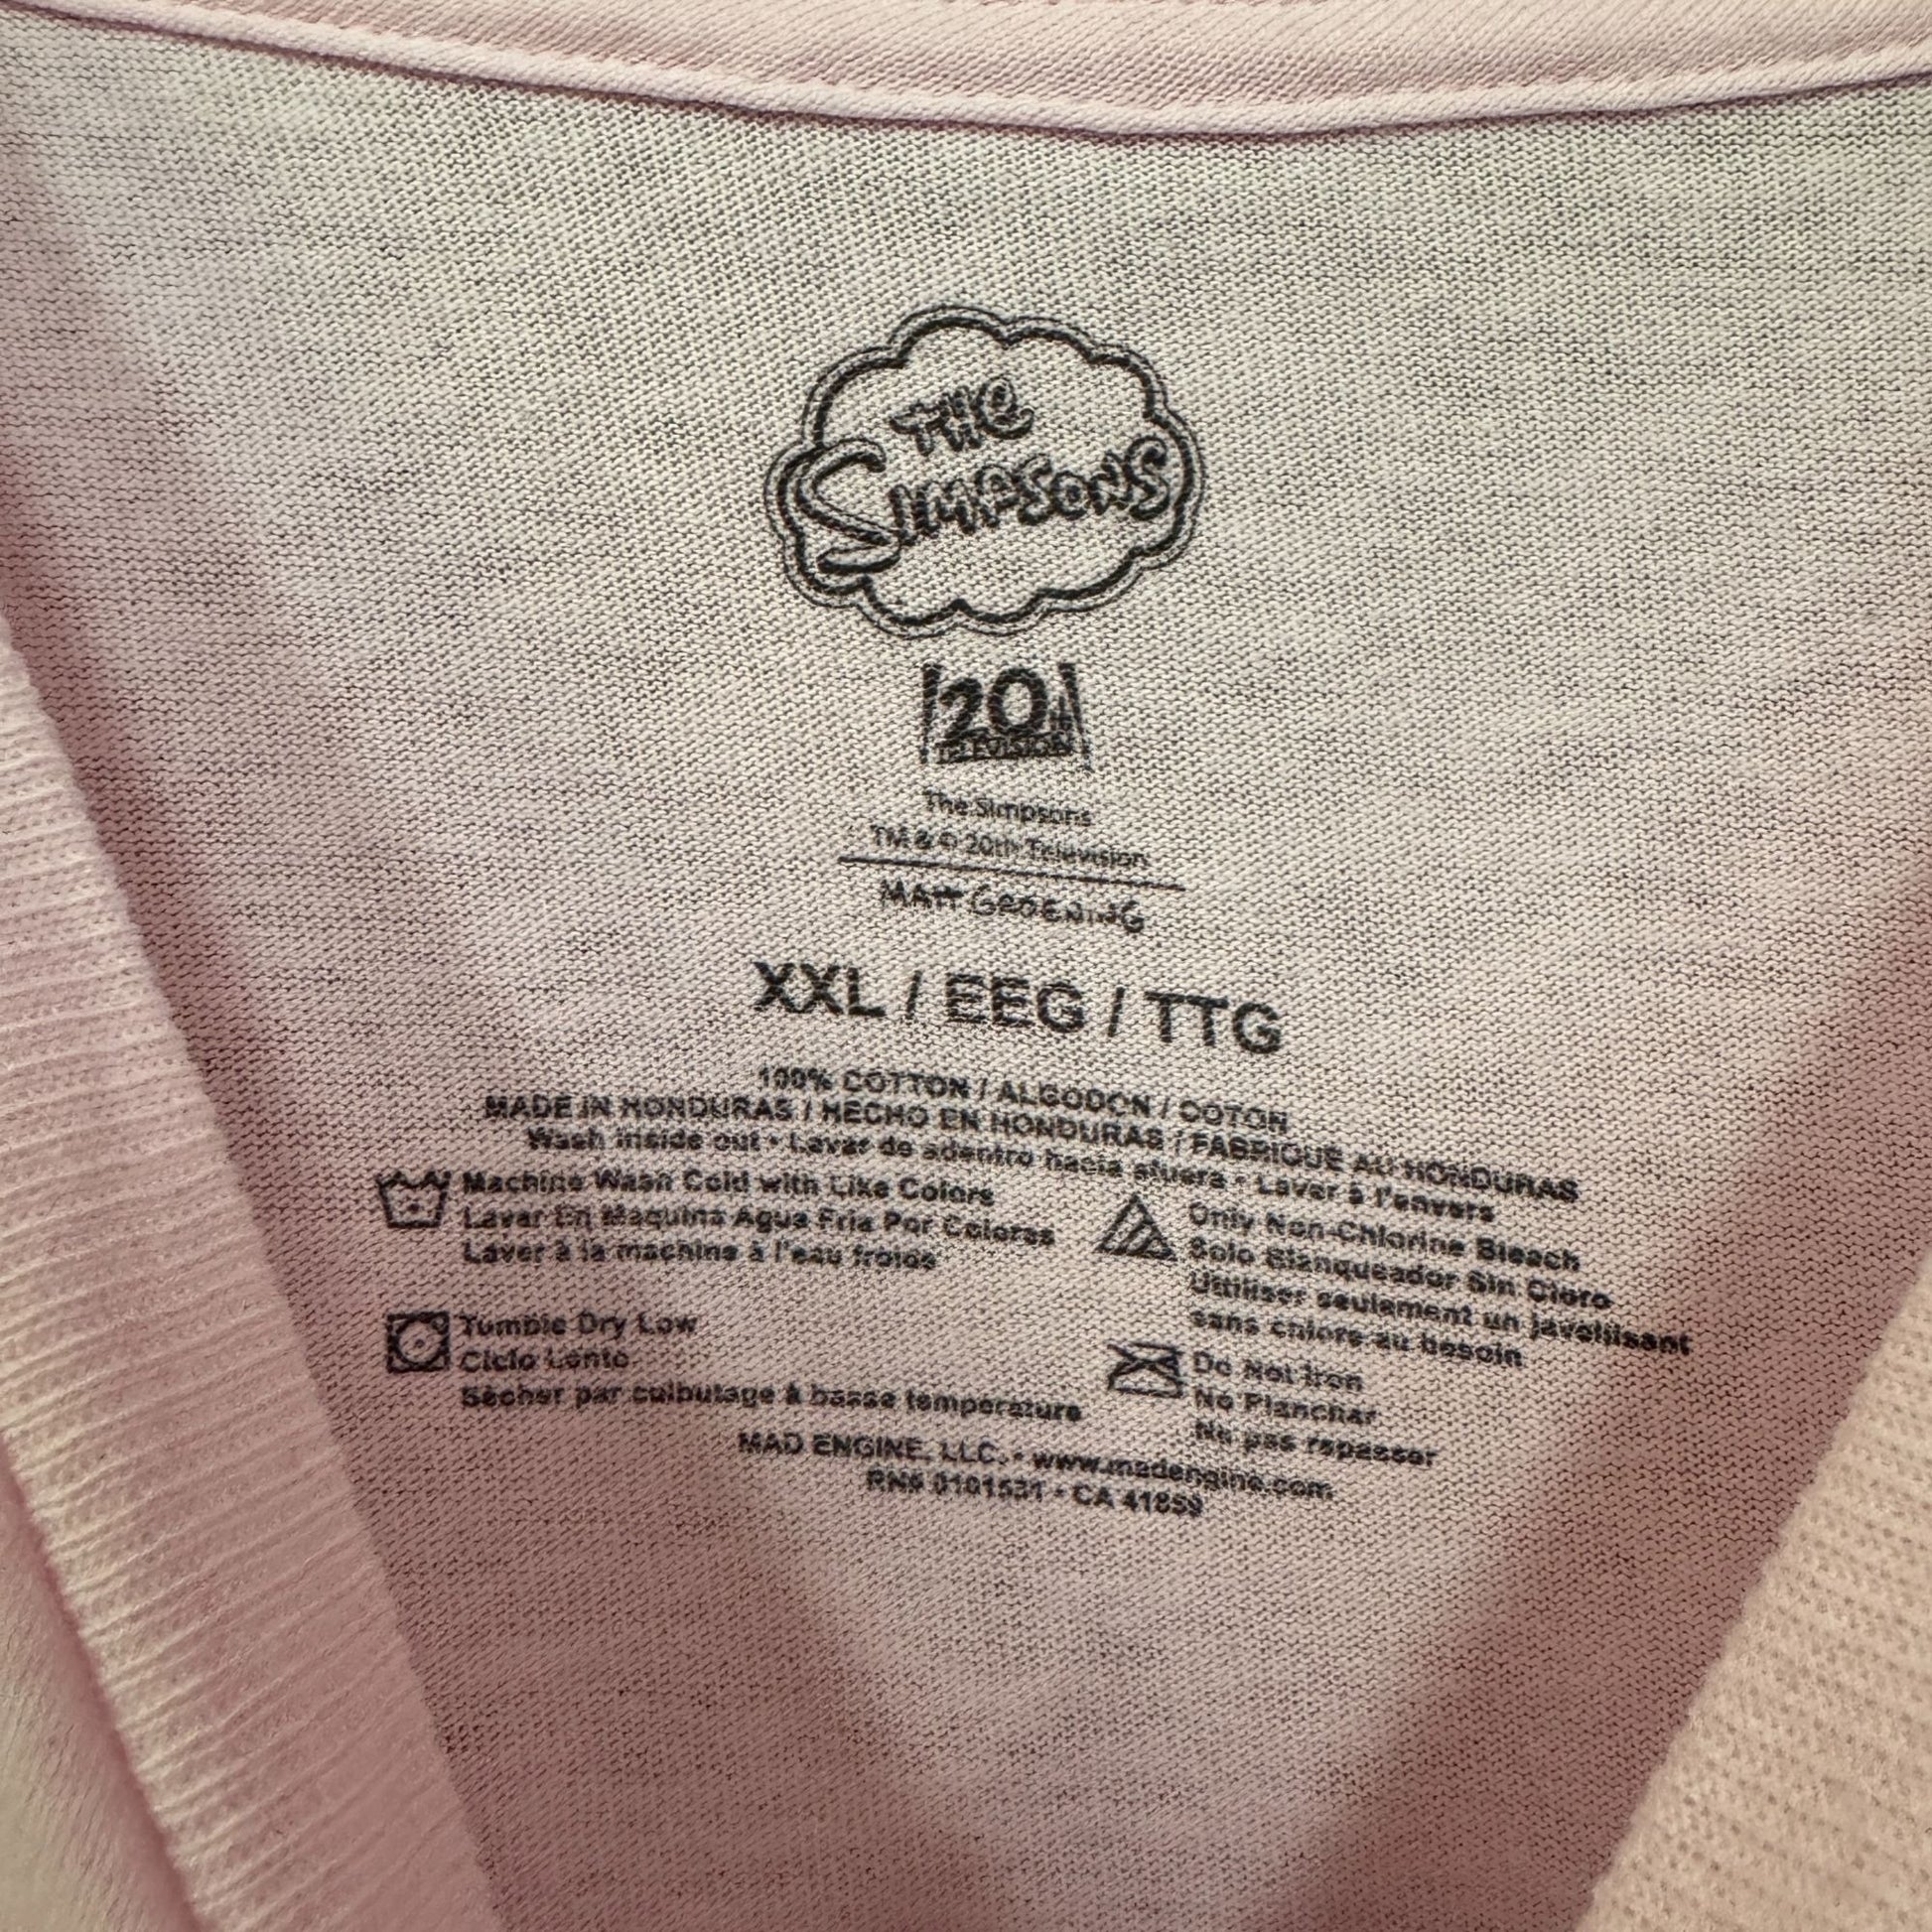 THE
SIMPSONS
20th
TELEVISION
The Simpsons
TM & © 20th Television
MATT GROENING
XXL / EEG / TTG
100% COTTON / ALGODON / COTON
MADE IN HONDURAS / HECHO EN HONDURAS / FABRIQUÉ AU HONDURAS
Wash inside out • Lavar de adentro hacia afuera • Laver à l'envers
Machine Wash Cold with Like Colors
Lavar En Maquina Agua Fria Por Colores
Laver à la machine à l'eau froide
Only Non-Chlorine Bleach
Solo Blanqueador Sin Cloro
Utiliser seulement un javellisant
sans chlore au besoin
Tumble Dry Low
Ciclo Lento
Sécher par culbutage à basse temperature
Do Not Iron
No Planchar
Ne pas repasser
MAD ENGINE, LLC. • www.madengine.com
RN# 0101531 • CA 41859